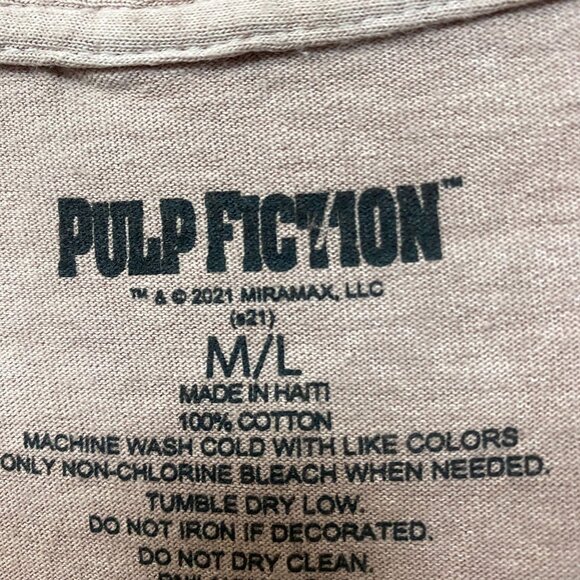 PULP FICTION™
™ & © 2021 MIRAMAX, LLC
(s21)
M/L
MADE IN HAITI
100% COTTON
MACHINE WASH COLD WITH LIKE COLORS
ONLY NON-CHLORINE BLEACH WHEN NEEDED.
TUMBLE DRY LOW.
DO NOT IRON IF DECORATED.
DO NOT DRY CLEAN.